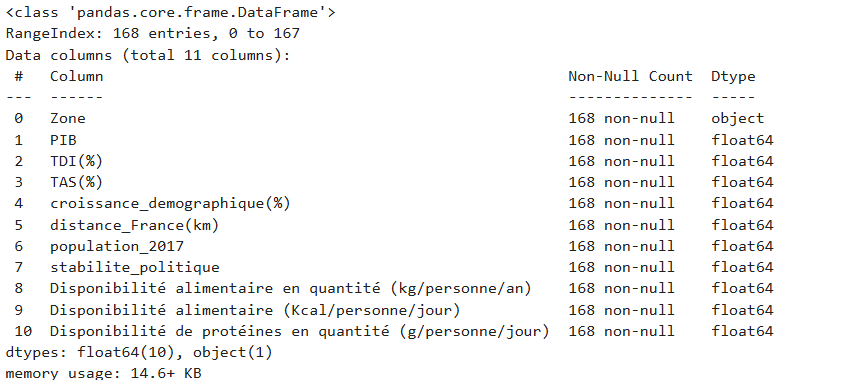 <class 'pandas.core.frame.DataFrame'>
RangeIndex: 168 entries, 0 to 167
Data columns (total 11 columns):
 #   Column                                                        Non-Null Count  Dtype
---  ------                                                        --------------  -----
 0   Zone                                                          168 non-null    object
 1   PIB                                                           168 non-null    float64
 2   TDI(%)                                                        168 non-null    float64
 3   TAS(%)                                                        168 non-null    float64
 4   croissance_demographique(%)                                   168 non-null    float64
 5   distance_France(km)                                           168 non-null    float64
 6   population_2017                                               168 non-null    float64
 7   stabilite_politique                                           168 non-null    float64
 8   Disponibilité alimentaire en quantité (kg/personne/an)        168 non-null    float64
 9   Disponibilité alimentaire (Kcal/personne/jour)                168 non-null    float64
 10  Disponibilité de protéines en quantité (g/personne/jour)      168 non-null    float64
dtypes: float64(10), object(1)
memory usage: 14.6+ KB